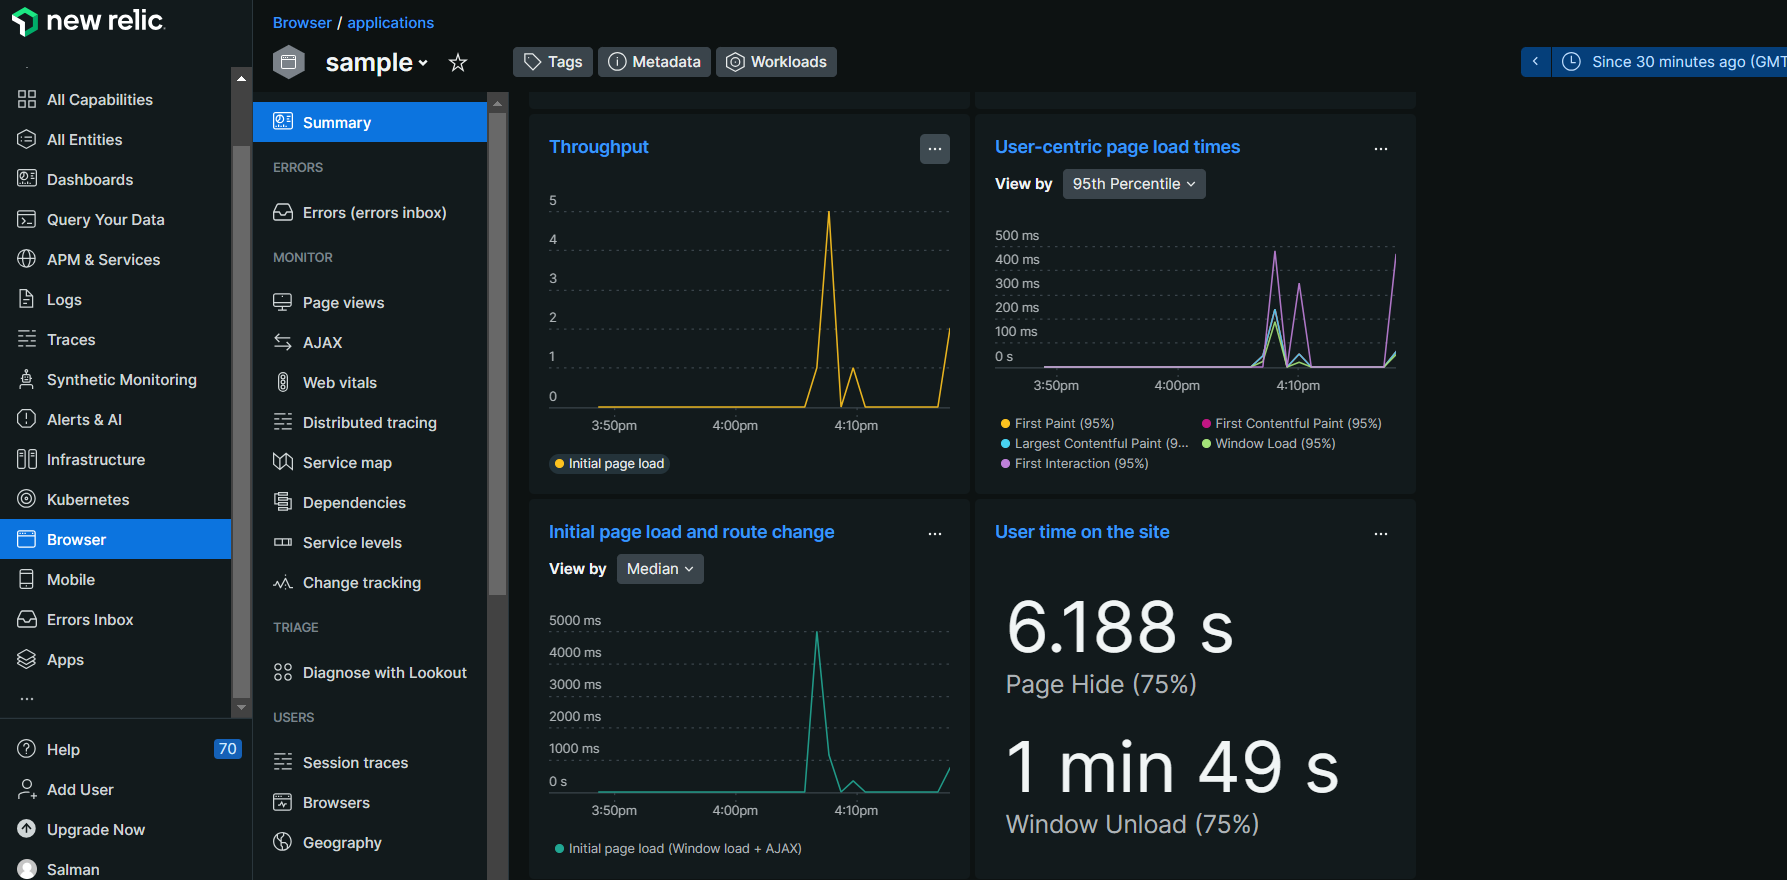 new relic.
All Capabilities
All Entities
Dashboards
Query Your Data
APM & Services
Logs
Traces
Synthetic Monitoring
Alerts & AI
Infrastructure
Kubernetes
Browser
Mobile
Errors Inbox
Apps
...
Help 70
Add User
Upgrade Now
Salman
Browser / applications
sample
Tags
Metadata
Workloads
Since 30 minutes ago (GMT
Summary
ERRORS
Errors (errors inbox)
MONITOR
Page views
AJAX
Web vitals
Distributed tracing
Service map
Dependencies
Service levels
Change tracking
TRIAGE
Diagnose with Lookout
USERS
Session traces
Browsers
Geography
Throughput
...
5
4
3
2
1
0
3:50pm 4:00pm 4:10pm
Initial page load
User-centric page load times
...
View by 95th Percentile
500 ms
400 ms
300 ms
200 ms
100 ms
0 s
3:50pm 4:00pm 4:10pm
First Paint (95%) First Contentful Paint (95%)
Largest Contentful Paint (9... Window Load (95%)
First Interaction (95%)
Initial page load and route change
...
View by Median
5000 ms
4000 ms
3000 ms
2000 ms
1000 ms
0 s
3:50pm 4:00pm 4:10pm
Initial page load (Window load + AJAX)
User time on the site
...
6.188 s
Page Hide (75%)
1 min 49 s
Window Unload (75%)